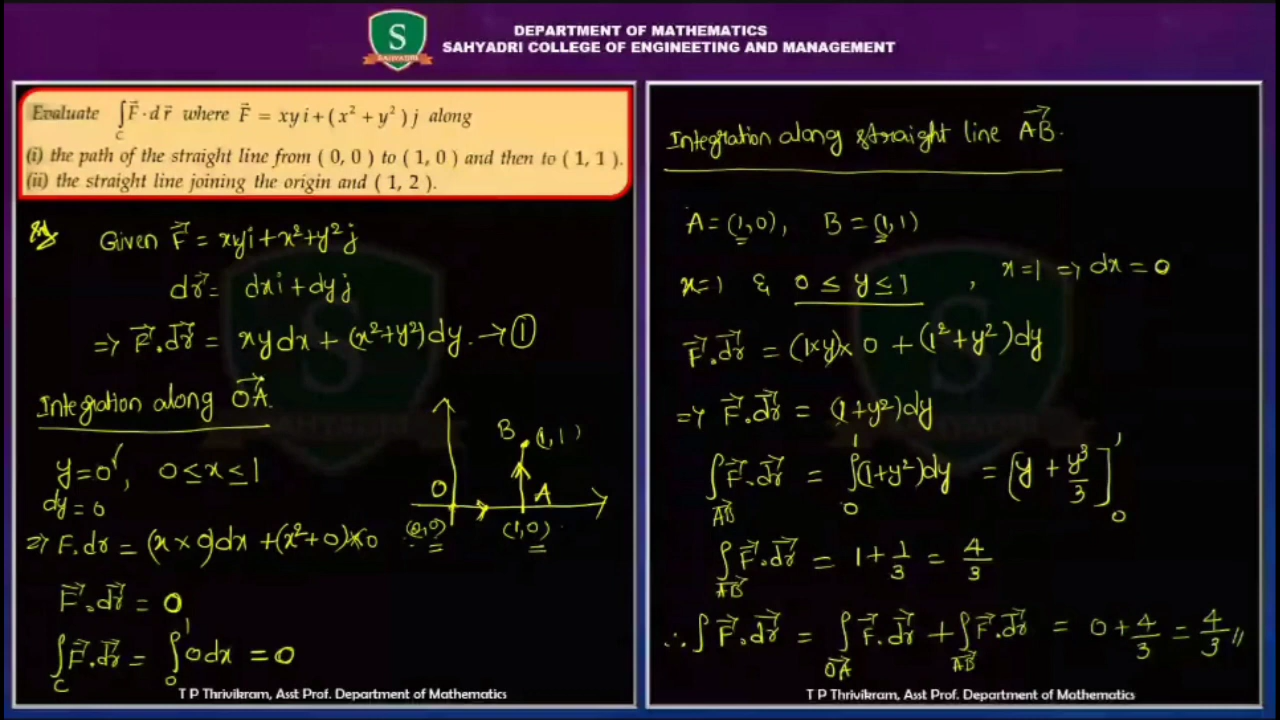 S
SAHYADRI
DEPARTMENT OF MATHEMATICS
SAHYADRI COLLEGE OF ENGINEETING AND MANAGEMENT
Evaluate ∫_C F⃗ · d r⃗ where F⃗ = xy i + ( x² + y² ) j along
(i) the path of the straight line from ( 0, 0 ) to ( 1, 0 ) and then to ( 1, 1 ).
(ii) the straight line joining the origin and ( 1, 2 ).
Given F⃗ = xyi + x² + y² j
dr⃗ = dxi + dyj
⇒ F⃗ . dr⃗ = xy dx + (x² + y²) dy → ①
Integration along OA⃗.
y = 0, 0 ≤ x ≤ 1
dy = 0
⇒ F.dr = (x × 0) dx + (x² + 0) × 0
F⃗ . dr⃗ = 0
∫_C F⃗ . dr⃗ = ∫₀¹ 0 dx = 0
B (1, 1)
O A
(0,0) (1,0)
T P Thrivikram, Asst Prof. Department of Mathematics
Integration along straight line AB⃗.
A = (1, 0), B = (1, 1)
x = 1 & 0 ≤ y ≤ 1 , x = 1 ⇒ dx = 0
F⃗ . dr⃗ = (1×y) × 0 + (1² + y²) dy
⇒ F⃗ . dr⃗ = (1 + y²) dy
∫_AB⃗ F⃗ . dr⃗ = ∫₀¹ (1 + y²) dy = [y + y³/3]₀¹
∫_AB⃗ F⃗ . dr⃗ = 1 + 1/3 = 4/3
∴ ∫ F⃗ . dr⃗ = ∫_OA⃗ F⃗ . dr⃗ + ∫_AB⃗ F⃗ . dr⃗ = 0 + 4/3 = 4/3 //
T P Thrivikram, Asst Prof. Department of Mathematics